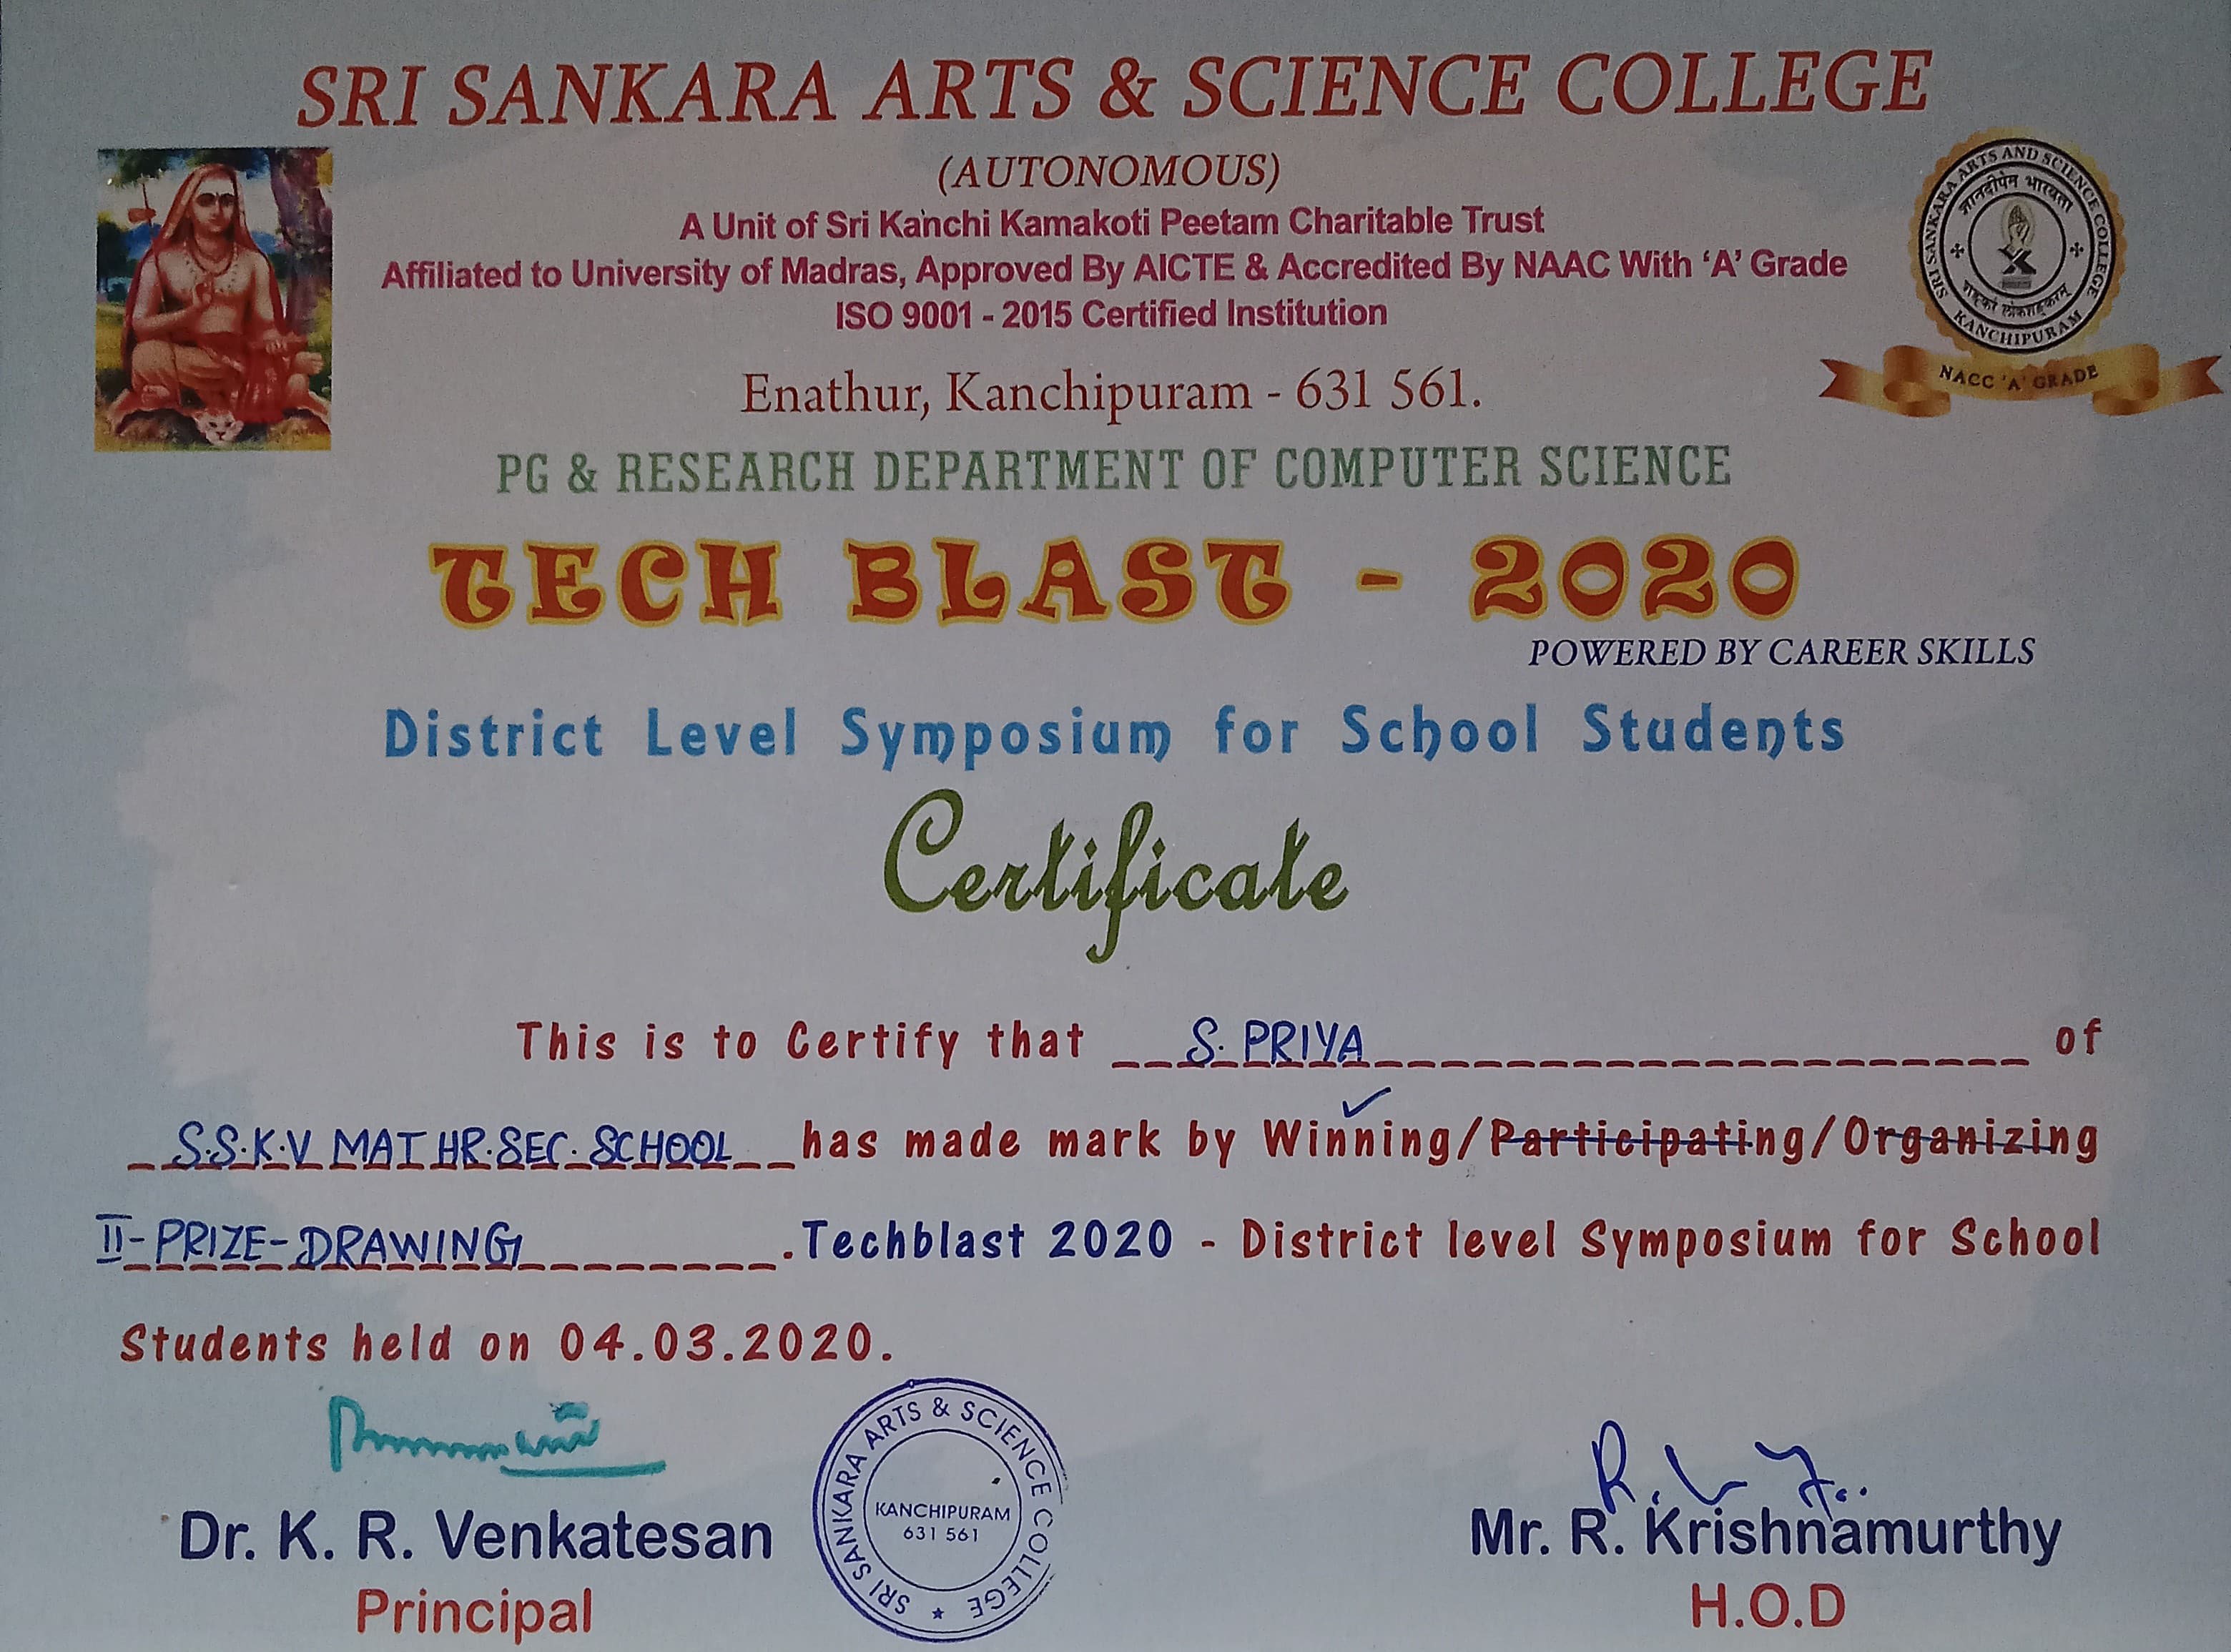 SRI SANKARA ARTS & SCIENCE COLLEGE
(AUTONOMOUS)
A Unit of Sri Kanchi Kamakoti Peetam Charitable Trust
Affiliated to University of Madras, Approved By AICTE & Accredited By NAAC With ‘A’ Grade
ISO 9001 - 2015 Certified Institution
Enathur, Kanchipuram - 631 561.
SRI SANKARA ARTS AND SCIENCE COLLEGE
ज्ञानदीपेन भास्वता
KANCHIPURAM
NACC 'A' GRADE
PG & RESEARCH DEPARTMENT OF COMPUTER SCIENCE
TECH BLAST - 2020
POWERED BY CAREER SKILLS
District Level Symposium for School Students
Certificate
This is to Certify that S. PRIYA of
S.S.K.V MAT HR.SEC.SCHOOL has made mark by Winning/Participating/Organizing
II-PRIZE-DRAWING .Techblast 2020 - District level Symposium for School
Students held on 04.03.2020.
SRI SANKARA ARTS & SCIENCE COLLEGE
KANCHIPURAM
631 561
Dr. K. R. Venkatesan
Principal
Mr. R. Krishnamurthy
H.O.D